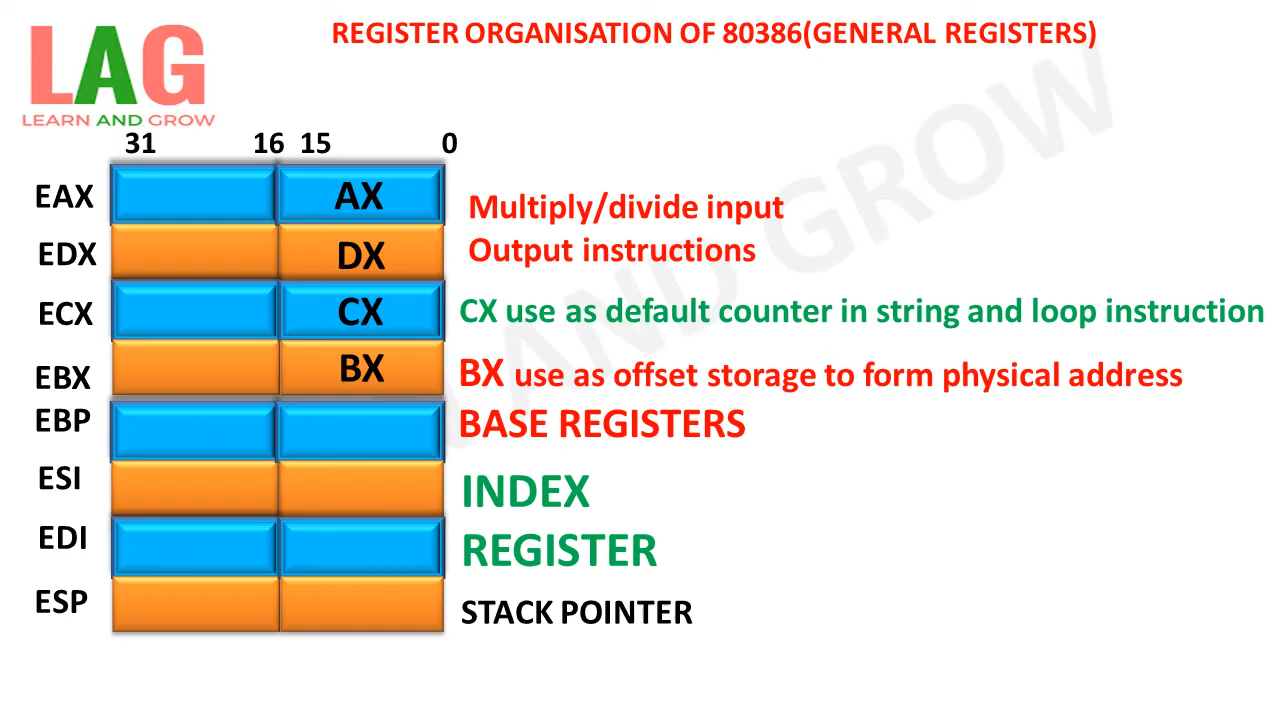 LAG
LEARN AND GROW
REGISTER ORGANISATION OF 80386(GENERAL REGISTERS)
31 16 15 0
EAX AX Multiply/divide input
EDX DX Output instructions
ECX CX CX use as default counter in string and loop instruction
EBX BX BX use as offset storage to form physical address
EBP BASE REGISTERS
ESI INDEX
EDI REGISTER
ESP STACK POINTER
AND GROW